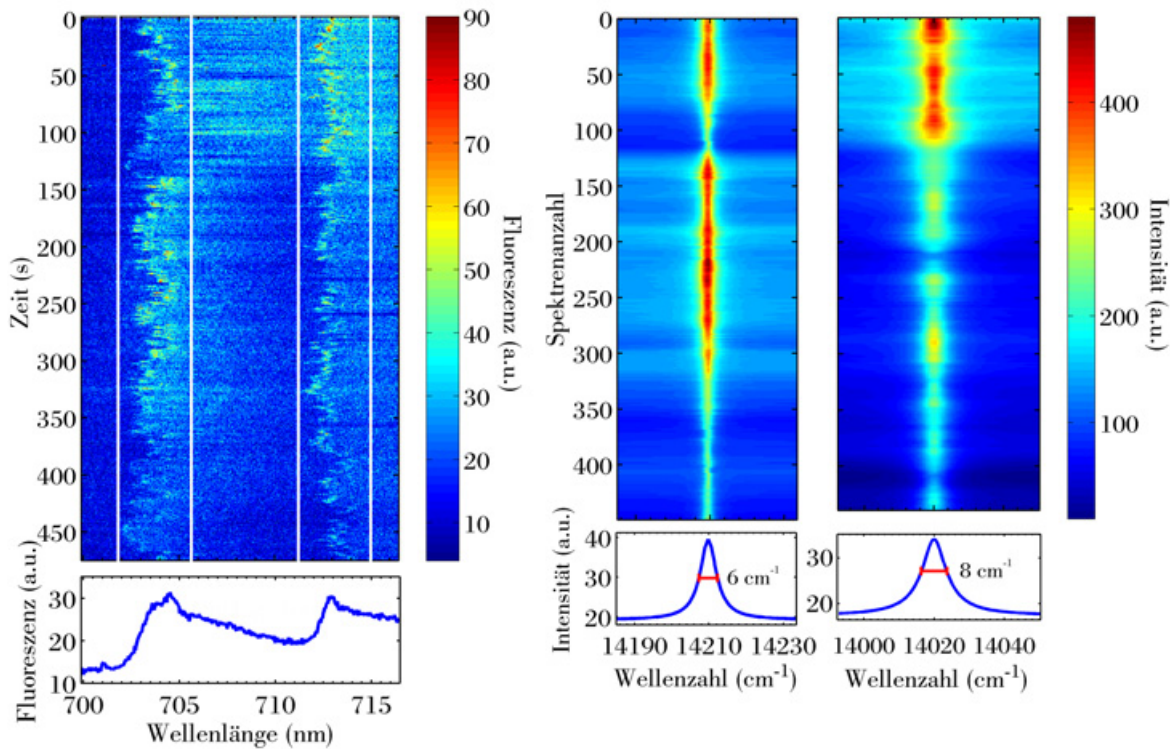 0
50
100
150
200
250
300
350
400
450
Zeit (s)
90
80
70
60
50
40
30
20
10
Fluoreszenz (a.u.)
30
20
10
Fluoreszenz (a.u.)
700 705 710 715
Wellenlänge (nm)
0
50
100
150
200
250
300
350
400
Spektrenanzahl
400
300
200
100
Intensität (a.u.)
40
30
20
Intensität (a.u.)
6 cm⁻¹
14190 14210 14230
Wellenzahl (cm⁻¹)
30
20
8 cm⁻¹
14000 14020 14040
Wellenzahl (cm⁻¹)